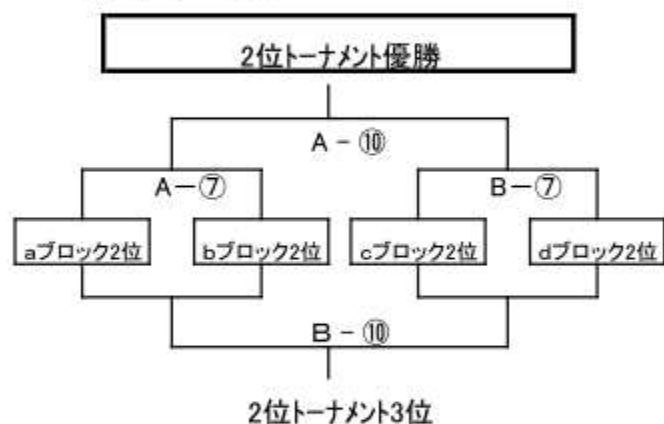 2位トーナメント優勝
A－⑩
A－⑦
B－⑦
aブロック2位
bブロック2位
cブロック2位
dブロック2位
B－⑩
2位トーナメント3位